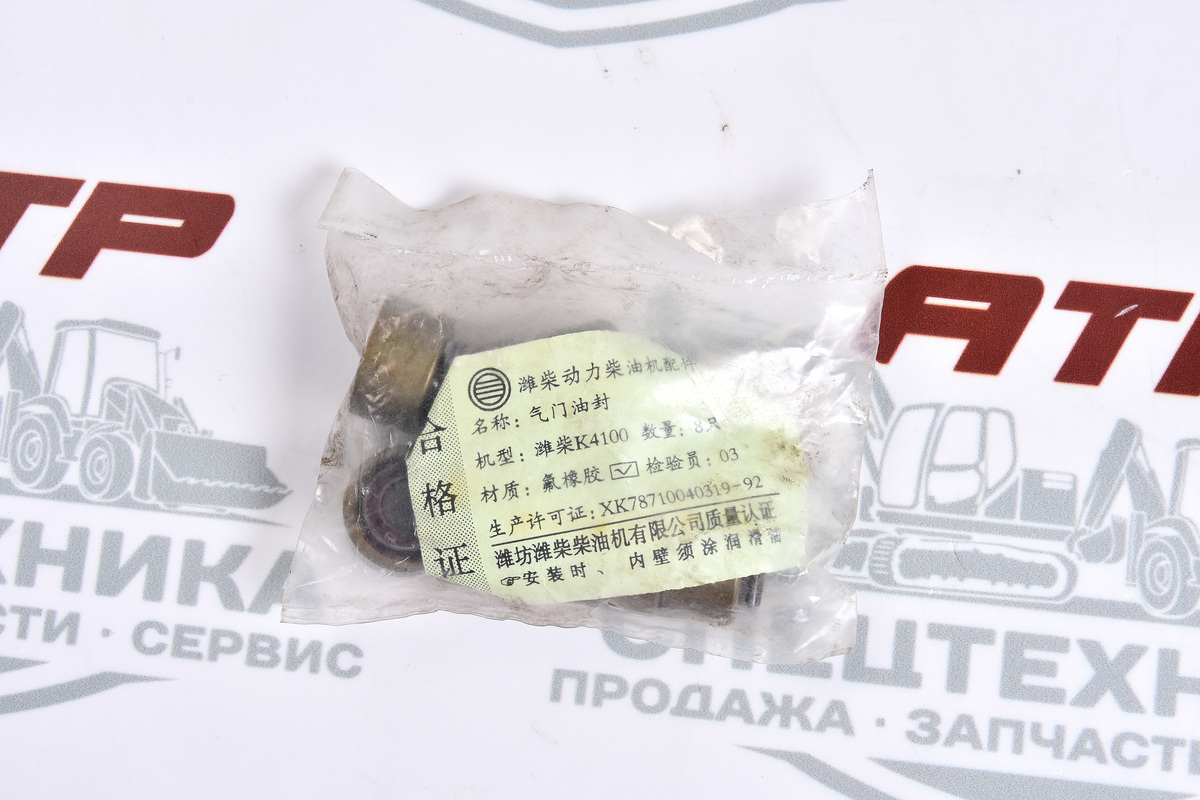 ТР
АТР
ХНИКА
СТИ · СЕРВИС
合格证
潍柴动力柴油机配件
名称：气门油封
机型：潍柴K4100 数量：8只
材质：氟橡胶 检验员：03
生产许可证：XK78710040319-92
潍坊潍柴柴油机有限公司质量认证
☞安装时、内壁须涂润滑油
СПЕЦТЕХН
ПРОДАЖА · ЗАПЧАСТИ